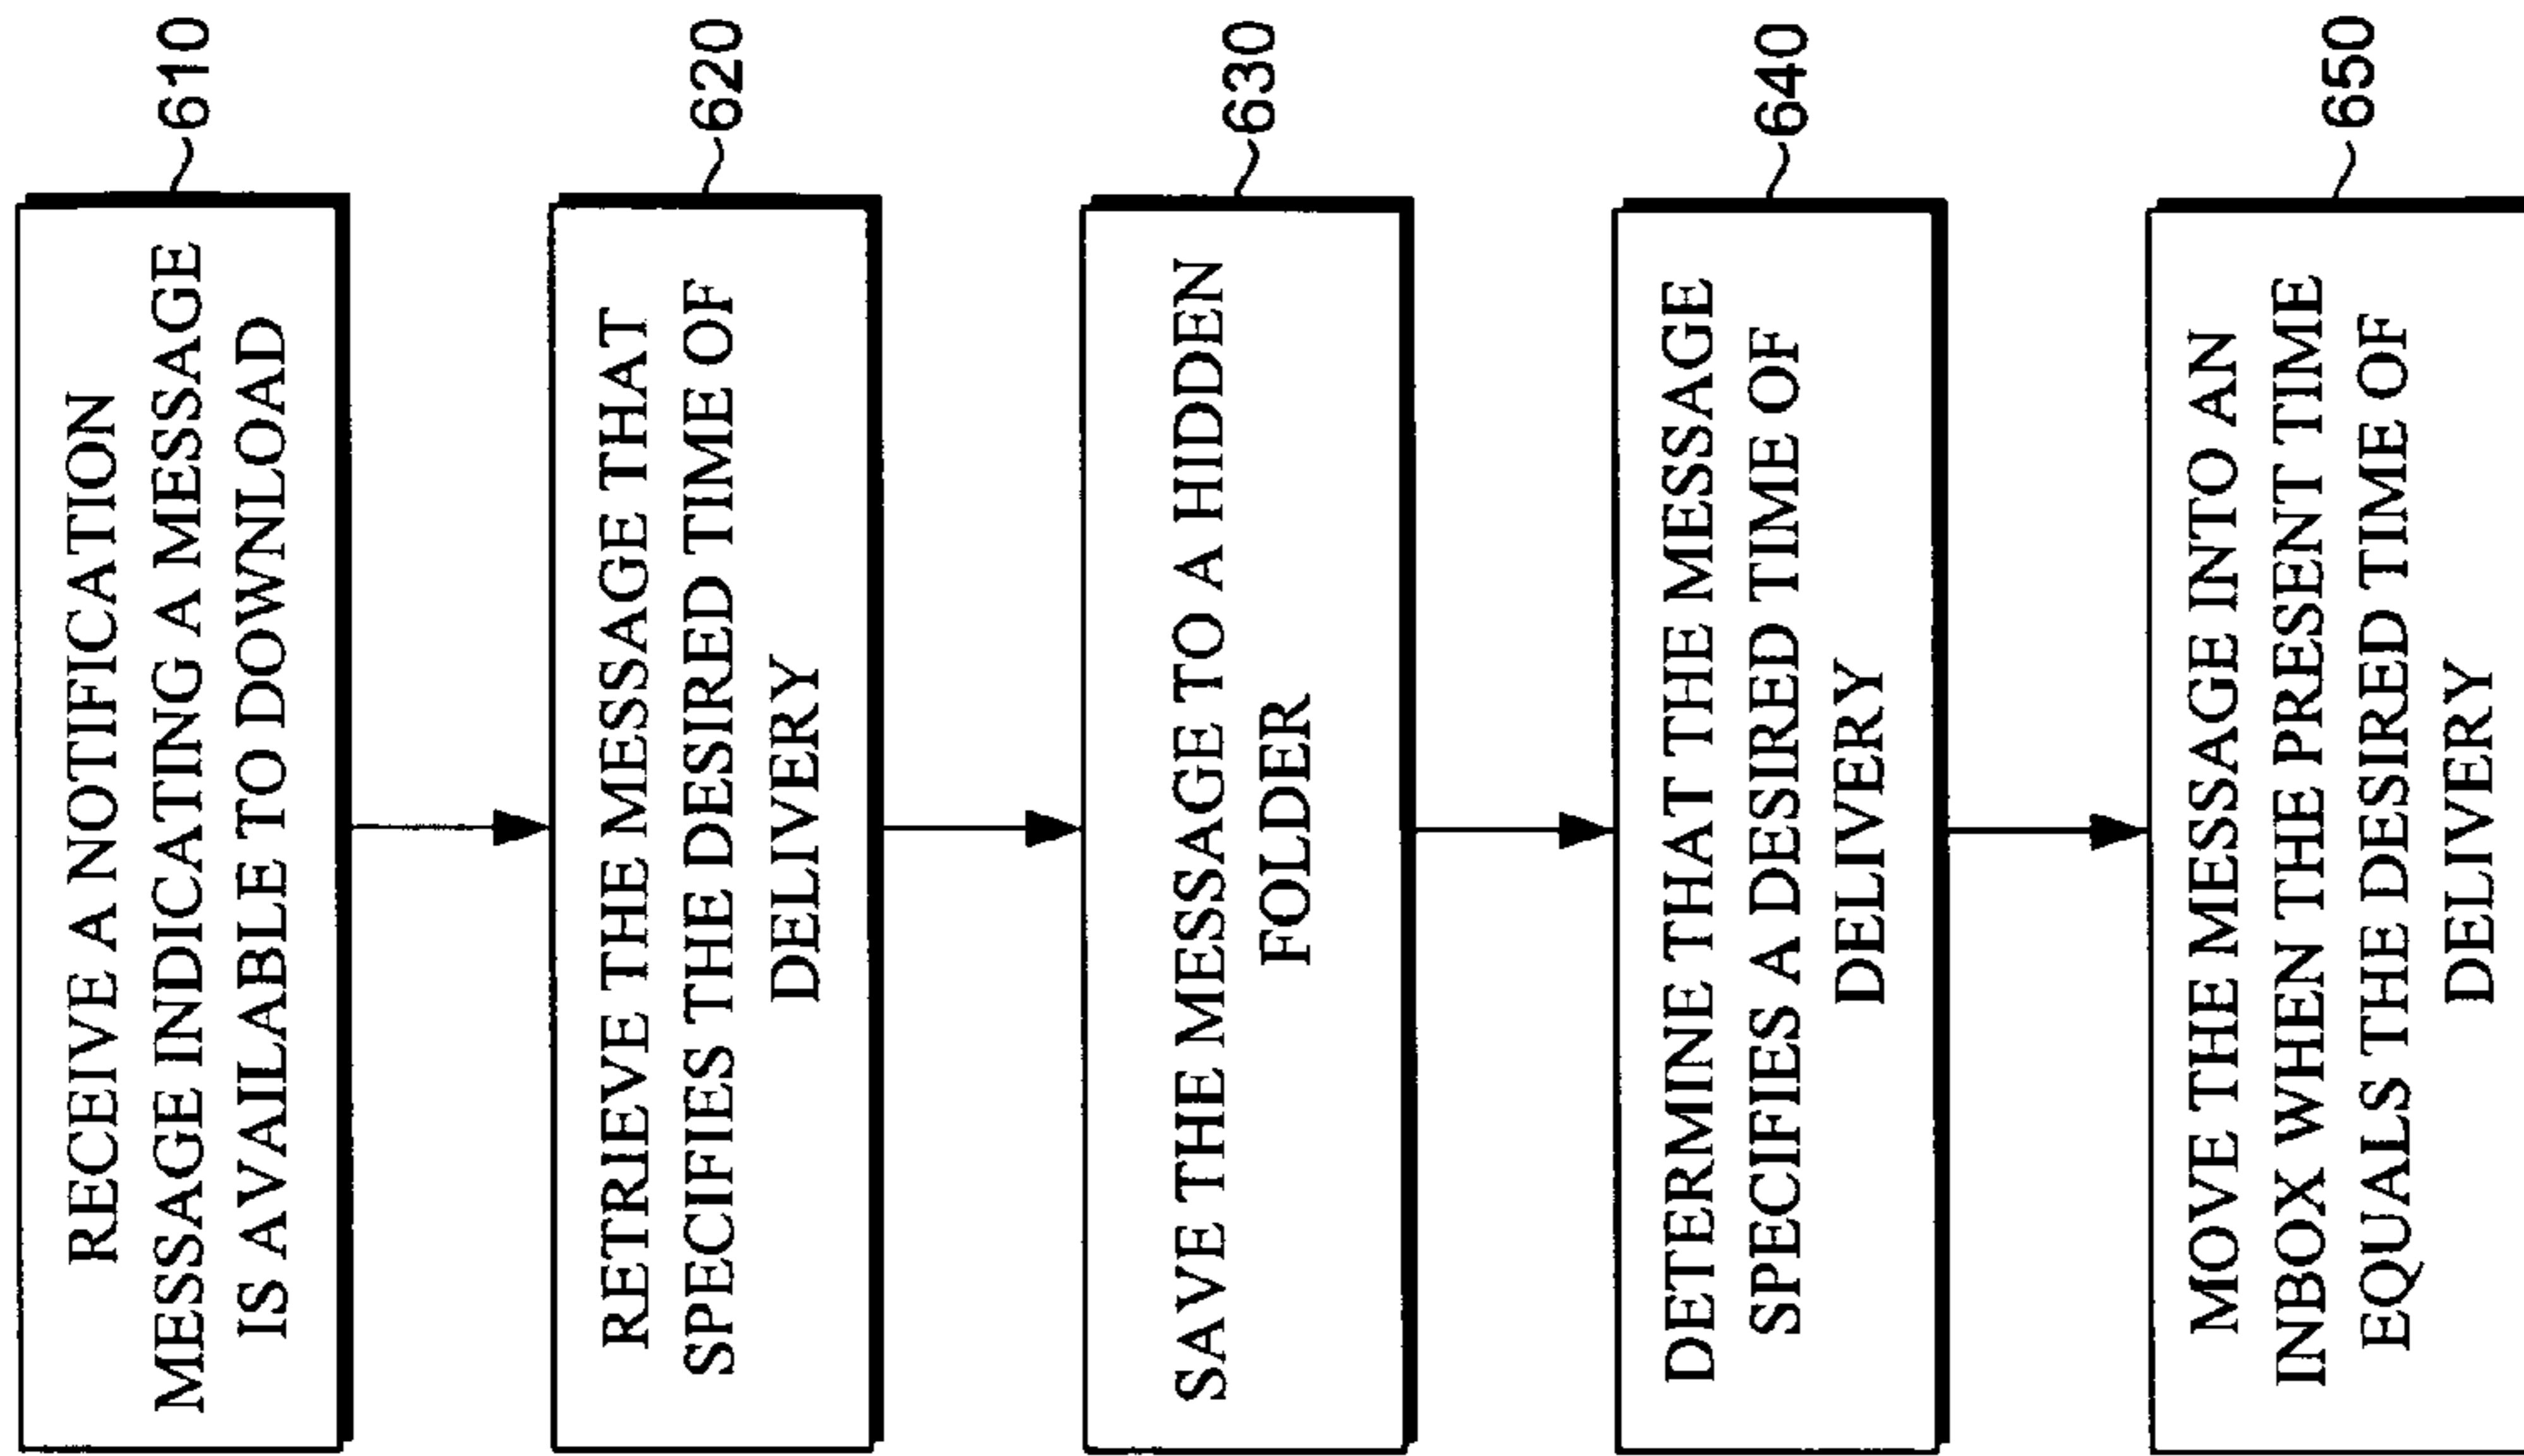 RECEIVE A NOTIFICATION
MESSAGE INDICATING A MESSAGE
IS AVAILABLE TO DOWNLOAD
610
RETRIEVE THE MESSAGE THAT
SPECIFIES THE DESIRED TIME OF
DELIVERY
620
SAVE THE MESSAGE TO A HIDDEN
FOLDER
630
DETERMINE THAT THE MESSAGE
SPECIFIES A DESIRED TIME OF
DELIVERY
640
MOVE THE MESSAGE INTO AN
INBOX WHEN THE PRESENT TIME
EQUALS THE DESIRED TIME OF
DELIVERY
650